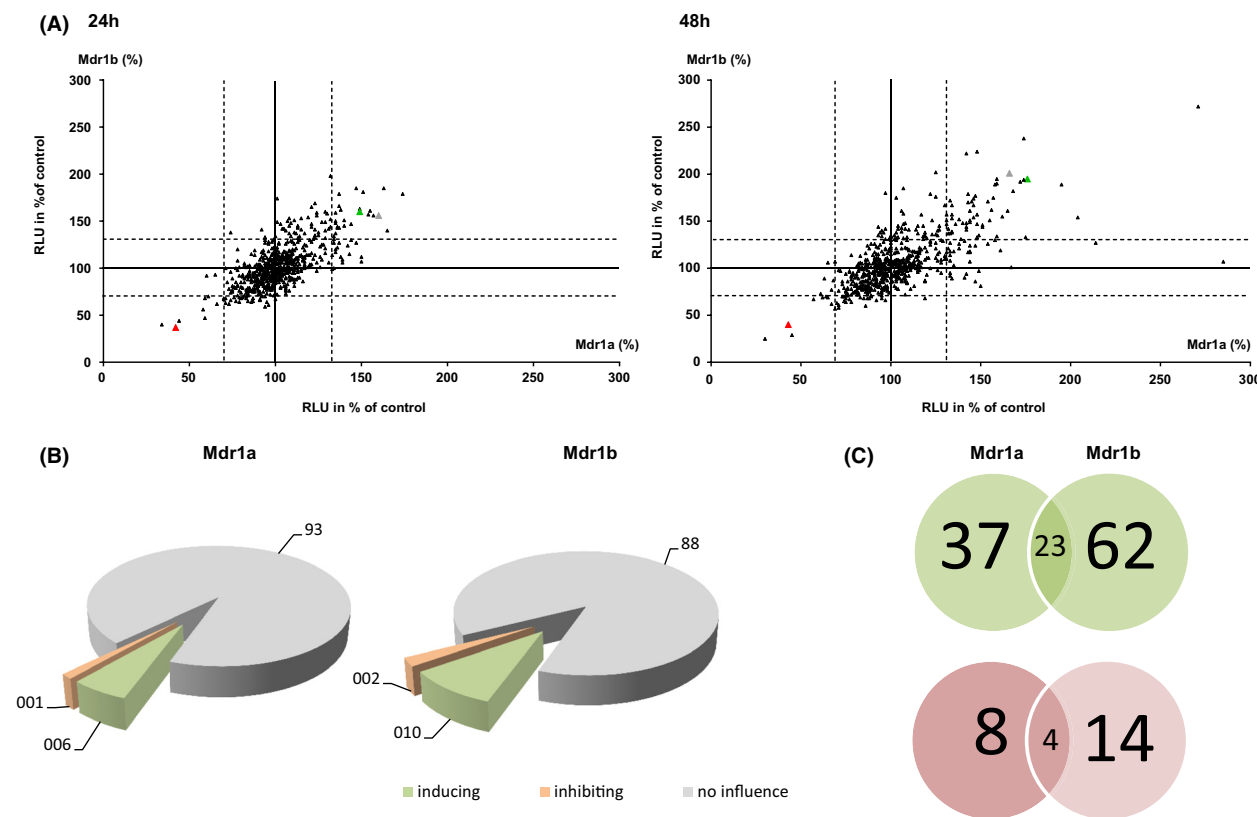 (A) 24h
Mdr1b (%)
300
250
200
150
100
50
0
RLU in %of control
0 50 100 150 200 250 300
Mdr1a (%)
RLU in % of control
48h
Mdr1b (%)
300
250
200
150
100
50
0
RLU in % of control
0 50 100 150 200 250 300
Mdr1a (%)
RLU in % of control
(B)
Mdr1a
93
001
006
Mdr1b
88
002
010
inducing inhibiting no influence
(C)
Mdr1a Mdr1b
37 23 62
8 4 14